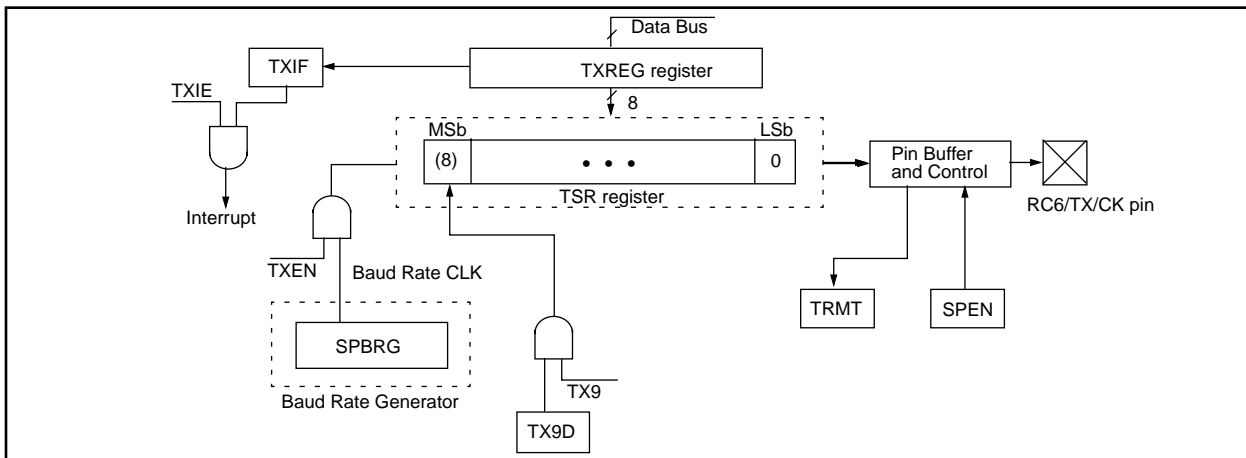 Data Bus
TXIF
TXREG register
TXIE
8
MSb
LSb
(8)
• • •
0
TSR register
Pin Buffer
and Control
Interrupt
RC6/TX/CK pin
TXEN
Baud Rate CLK
TRMT
SPEN
SPBRG
TX9
Baud Rate Generator
TX9D